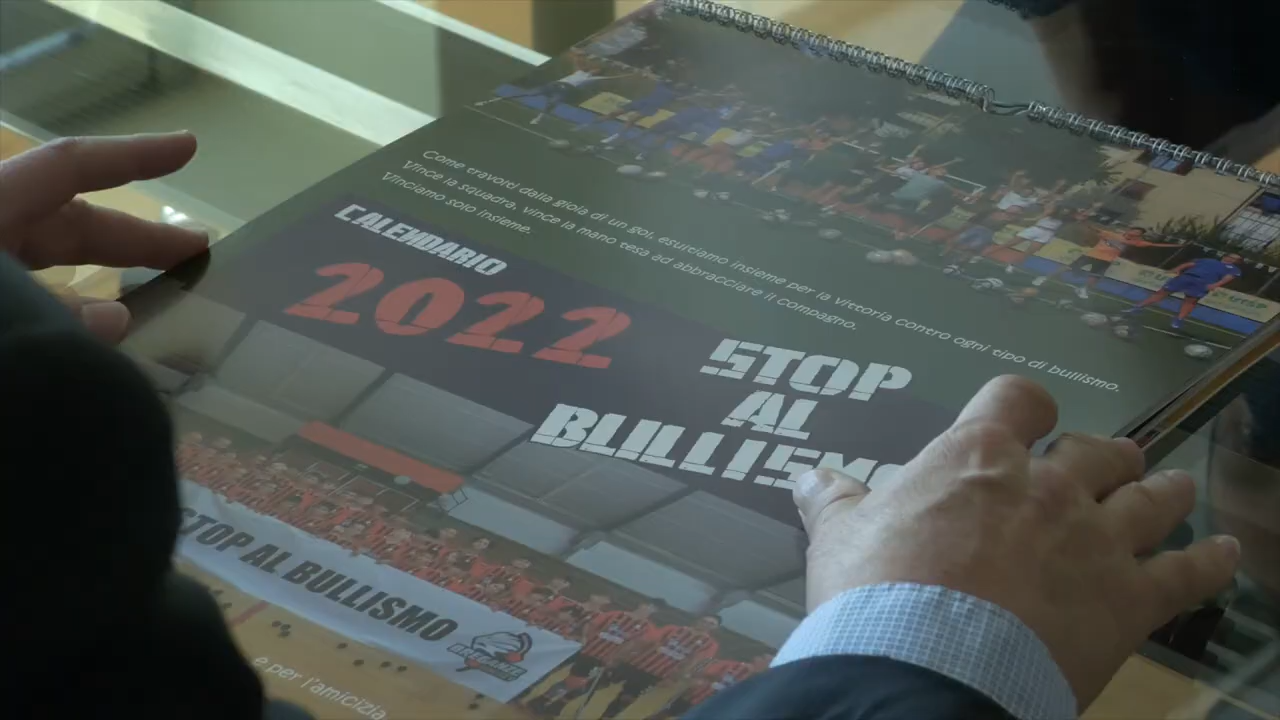 Come travolti dalla gioia di un gol, esultiamo insieme per la vittoria contro ogni tipo di bullismo.
Vince la squadra, vince la mano tesa ad abbracciare il compagno.
Vinciamo solo insieme.
CALENDARIO
2022
STOP
AL
BULLISMO
STOP AL BULLISMO
e per l'amicizia